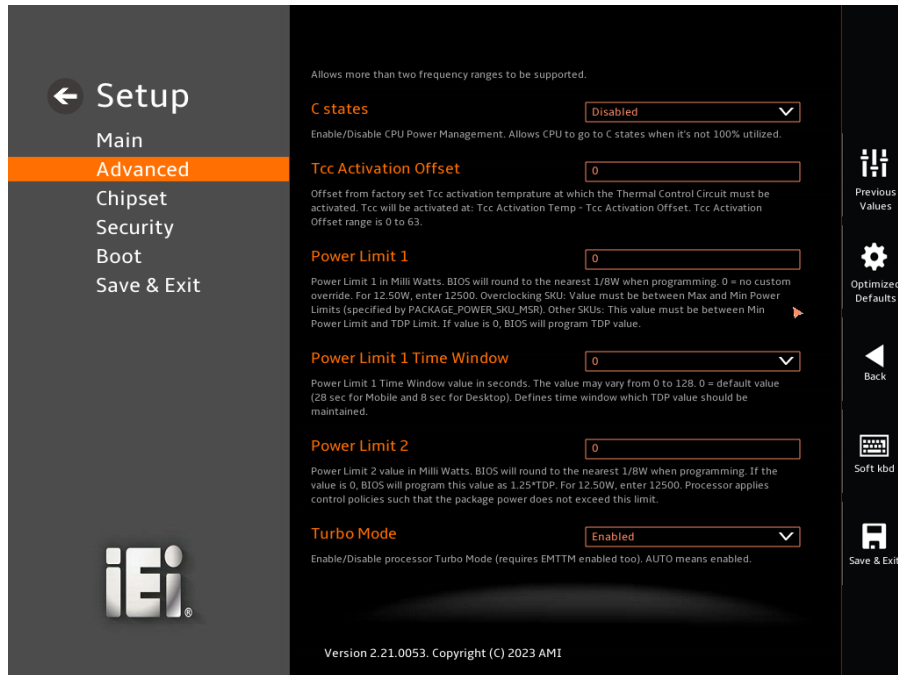 Setup
Main
Advanced
Chipset
Security
Boot
Save & Exit
Allows more than two frequency ranges to be supported.
C states
Disabled
Enable/Disable CPU Power Management. Allows CPU to go to C states when it's not 100% utilized.
Tcc Activation Offset
0
Offset from factory set Tcc activation temprature at which the Thermal Control Circuit must be
activated. Tcc will be activated at: Tcc Activation Temp - Tcc Activation Offset. Tcc Activation
Offset range is 0 to 63.
Power Limit 1
0
Power Limit 1 in Milli Watts. BIOS will round to the nearest 1/8W when programming. 0 = no custom
override. For 12.50W, enter 12500. Overclocking SKU: Value must be between Max and Min Power
Limits (specified by PACKAGE_POWER_SKU_MSR). Other SKUs: This value must be between Min
Power Limit and TDP Limit. If value is 0, BIOS will program TDP value.
Power Limit 1 Time Window
0
Power Limit 1 Time Window value in seconds. The value may vary from 0 to 128. 0 = default value
(28 sec for Mobile and 8 sec for Desktop). Defines time window which TDP value should be
maintained.
Power Limit 2
0
Power Limit 2 value in Milli Watts. BIOS will round to the nearest 1/8W when programming. If the
value is 0, BIOS will program this value as 1.25*TDP. For 12.50W, enter 12500. Processor applies
control policies such that the package power does not exceed this limit.
Turbo Mode
Enabled
Enable/Disable processor Turbo Mode (requires EMTTM enabled too). AUTO means enabled.
Previous
Values
Optimized
Defaults
Back
Soft kbd
Save & Exit
iEi®
Version 2.21.0053. Copyright (C) 2023 AMI